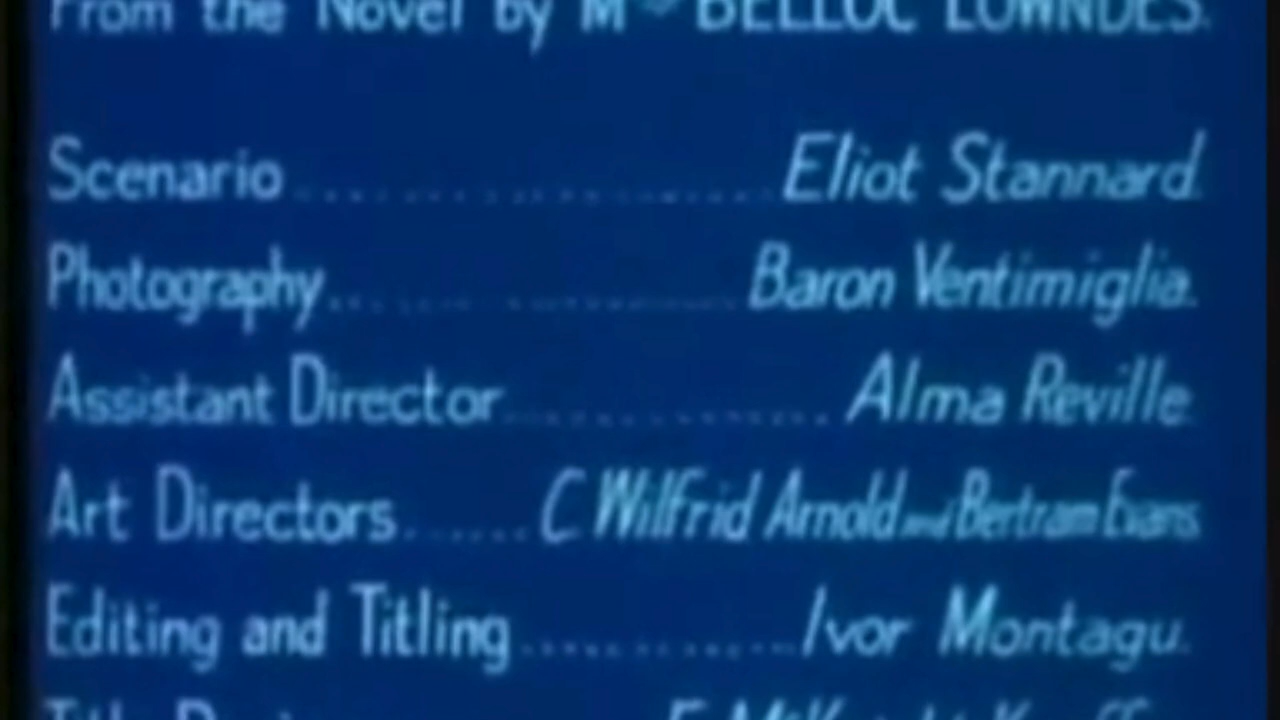 From the Novel by Mrs BELLOC LOWNDES.
Scenario.......................Eliot Stannard.
Photography.......................Baron Ventimiglia.
Assistant Director.................Alma Reville.
Art Directors.......C Wilfrid Arnold and Bertram Evans
Editing and Titling...............Ivor Montagu.